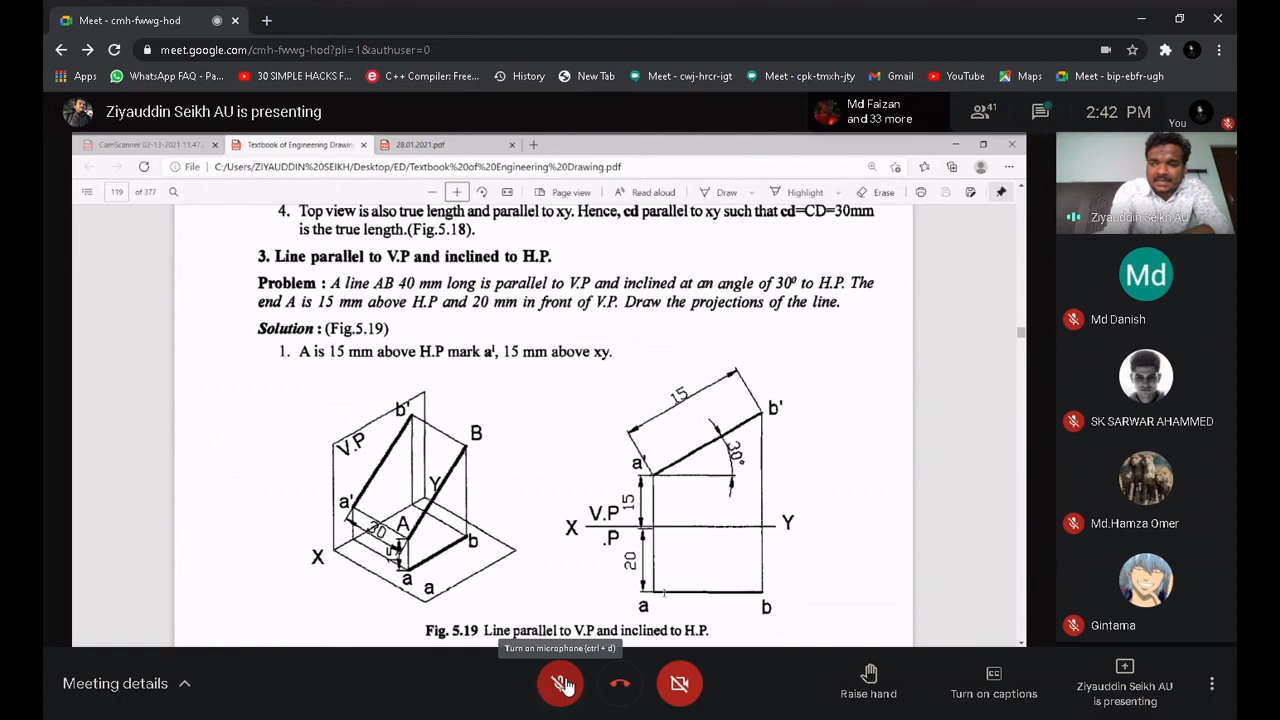 Meet - cmh-fwwg-hod
meet.google.com/cmh-fwwg-hod?pli=1&authuser=0
Apps WhatsApp FAQ - Pa... 30 SIMPLE HACKS F... C++ Compiler: Free... History New Tab Meet - cwj-hrcr-igt Meet - cpk-tmxh-jty Gmail YouTube Maps Meet - bip-ebfr-ugh
Ziyauddin Seikh AU is presenting
Md Faizan
and 33 more
41
2:42 PM
You
CamScanner 02-13-2021 11.47... Textbook of Engineering Drawin 28.01.2021.pdf
File C:/Users/ZIYAUDDIN%20SEIKH/Desktop/ED/Textbook%20of%20Engineering%20Drawing.pdf
119 of 377 Page view Read aloud Draw Highlight Erase
4. Top view is also true length and parallel to xy. Hence, cd parallel to xy such that cd=CD=30mm
is the true length.(Fig.5.18).
3. Line parallel to V.P and inclined to H.P.
Problem : A line AB 40 mm long is parallel to V.P and inclined at an angle of 30⁰ to H.P. The
end A is 15 mm above H.P and 20 mm in front of V.P. Draw the projections of the line.
Solution : (Fig.5.19)
1. A is 15 mm above H.P mark aˡ, 15 mm above xy.
b'
V.P
B
a'
Y
20
A
15
X
b
a
a
15
b'
30°
a'
15
V.P
X
Y
.P
20
a
b
Fig. 5.19 Line parallel to V.P and inclined to H.P.
Ziyauddin Seikh AU
Md
Md Danish
SK SARWAR AHAMMED
Md.Hamza Omer
Gintama
Turn on microphone (ctrl + d)
Meeting details
Raise hand
Turn on captions
Ziyauddin Seikh AU
is presenting